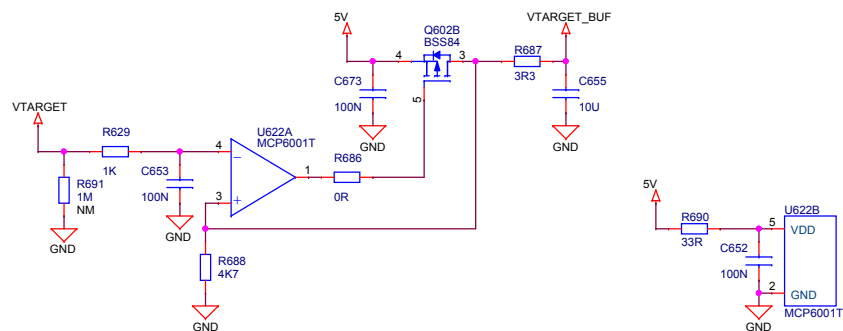 5V
Q602B
BSS84
VTARGET_BUF
4
3
R687
3R3
C673
100N
5
C655
10U
GND
GND
VTARGET
R629
1K
4
U622A
MCP6001T
C653
100N
1
R686
0R
R691
1M
NM
3
GND
GND
R688
4K7
GND
5V
R690
33R
U622B
5
VDD
C652
100N
2
GND
MCP6001T
GND